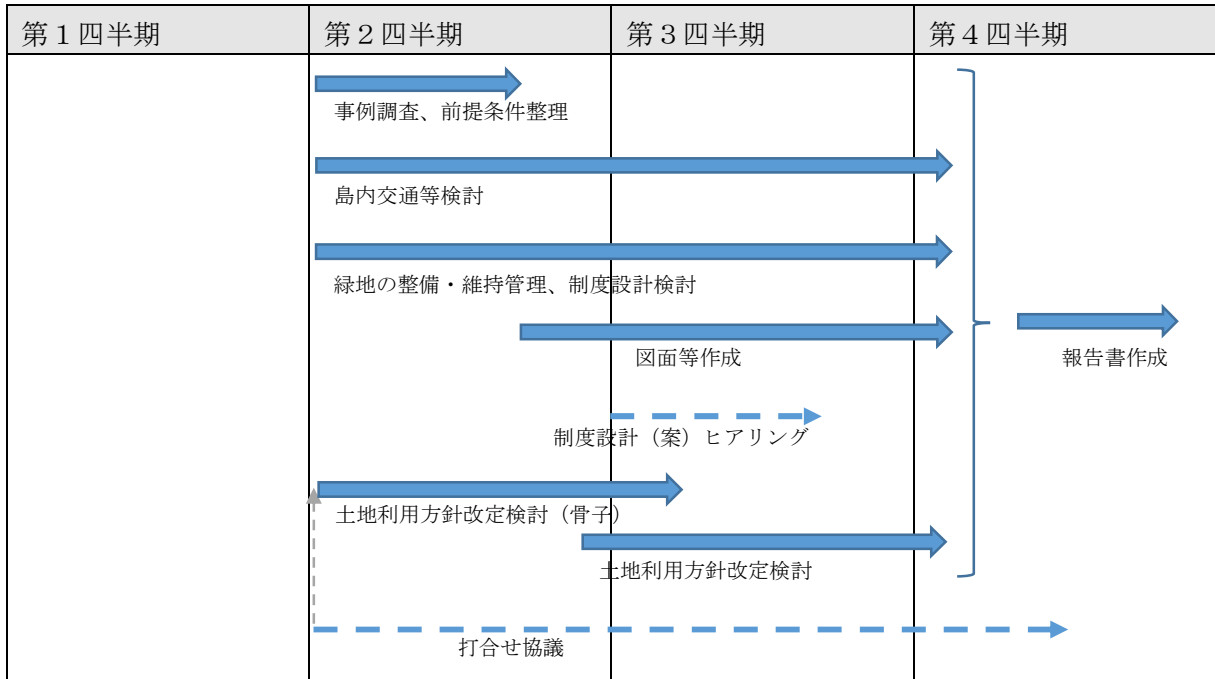 第１四半期
第２四半期
第３四半期
第４四半期
事例調査、前提条件整理
島内交通等検討
緑地の整備・維持管理、制度設計検討
図面等作成
報告書作成
制度設計（案）ヒアリング
土地利用方針改定検討（骨子）
土地利用方針改定検討
打合せ協議